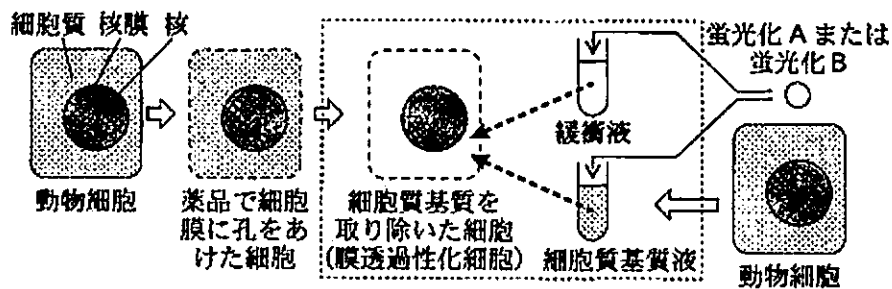 細胞質 核膜 核
動物細胞
薬品で細胞
膜に孔をあ
けた細胞
細胞質基質を
取り除いた細胞
(膜透過性化細胞)
緩衝液
細胞質基質液
蛍光化 A または
蛍光化 B
動物細胞